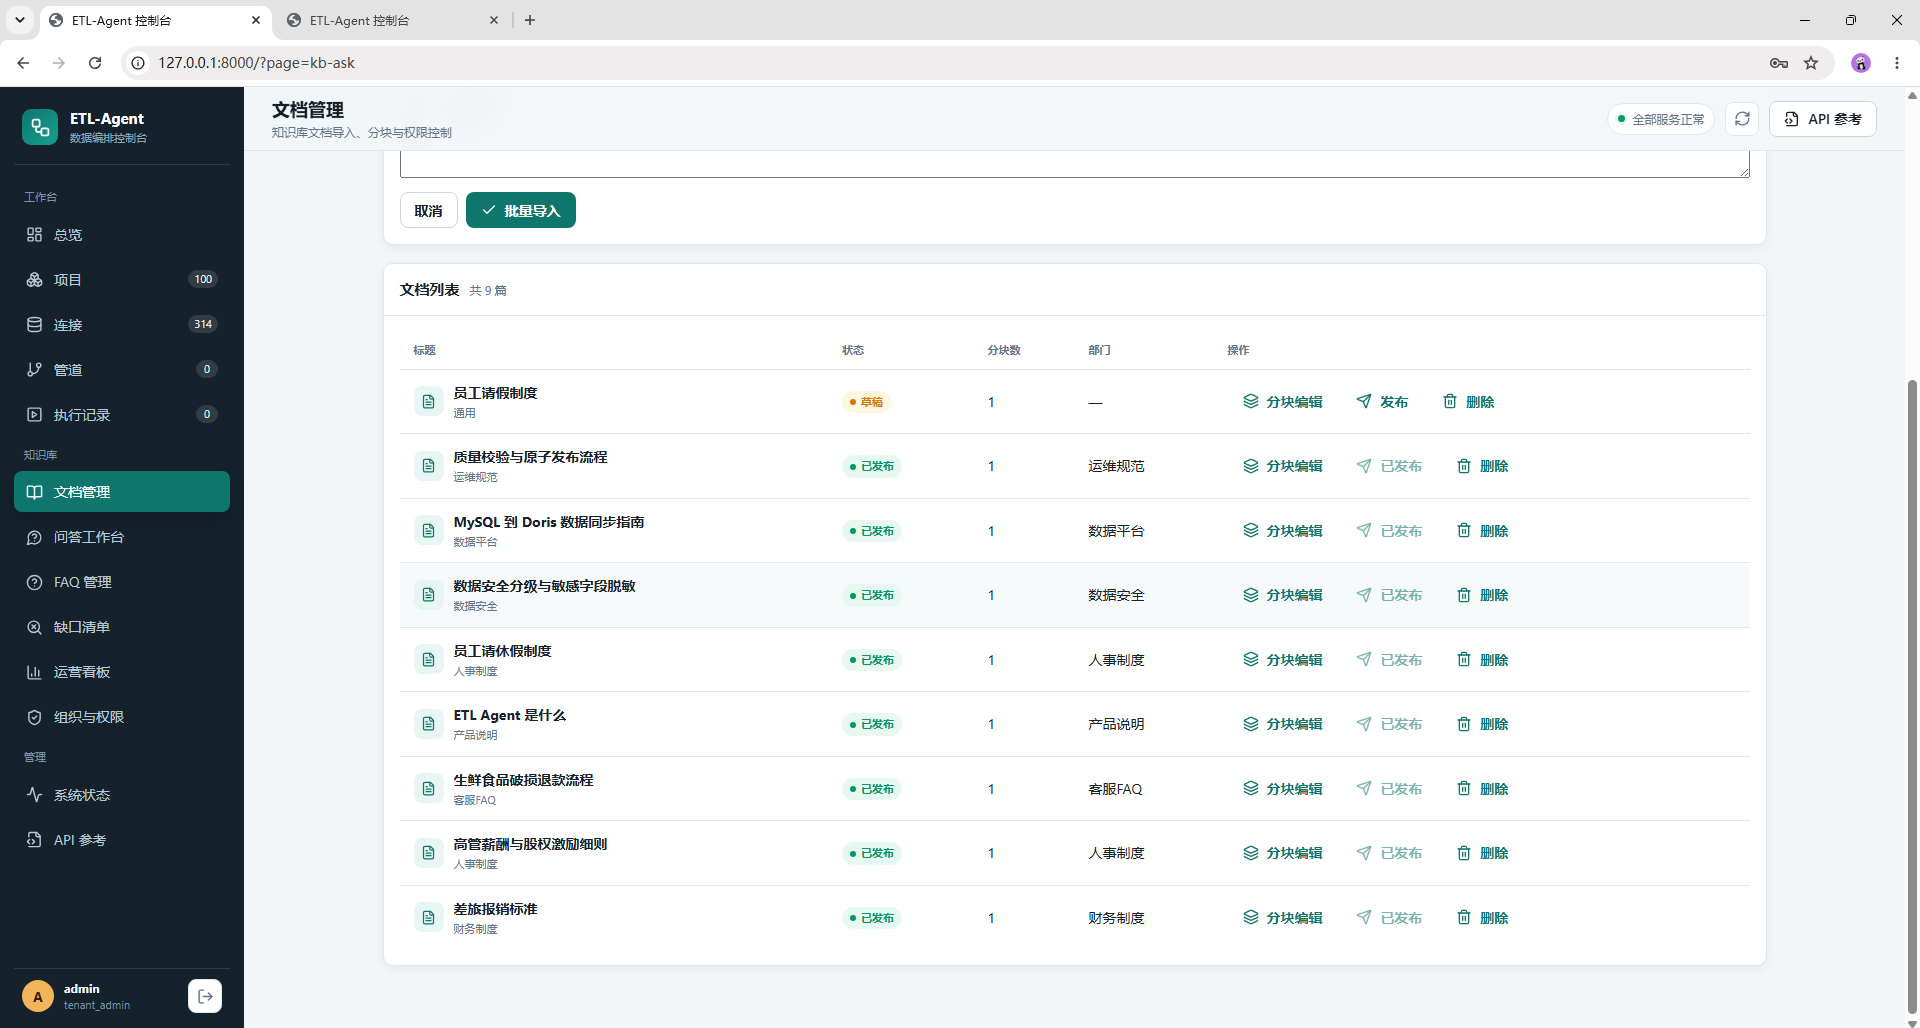 ETL-Agent 控制台
ETL-Agent 控制台
127.0.0.1:8000/?page=kb-ask
ETL-Agent
数据编排控制台
工作台
总览
项目 100
连接 314
管道 0
执行记录 0
知识库
文档管理
问答工作台
FAQ 管理
缺口清单
运营看板
组织与权限
管理
系统状态
API 参考
A
admin
tenant_admin
文档管理
知识库文档导入、分块与权限控制
全部服务正常
API 参考
取消
批量导入
文档列表 共 9 篇
标题 状态 分块数 部门 操作
员工请假制度
通用
草稿 1 — 分块编辑 发布 删除
质量校验与原子发布流程
运维规范
已发布 1 运维规范 分块编辑 已发布 删除
MySQL 到 Doris 数据同步指南
数据平台
已发布 1 数据平台 分块编辑 已发布 删除
数据安全分级与敏感字段脱敏
数据安全
已发布 1 数据安全 分块编辑 已发布 删除
员工请休假制度
人事制度
已发布 1 人事制度 分块编辑 已发布 删除
ETL Agent 是什么
产品说明
已发布 1 产品说明 分块编辑 已发布 删除
生鲜食品破损退款流程
客服FAQ
已发布 1 客服FAQ 分块编辑 已发布 删除
高管薪酬与股权激励细则
人事制度
已发布 1 人事制度 分块编辑 已发布 删除
差旅报销标准
财务制度
已发布 1 财务制度 分块编辑 已发布 删除